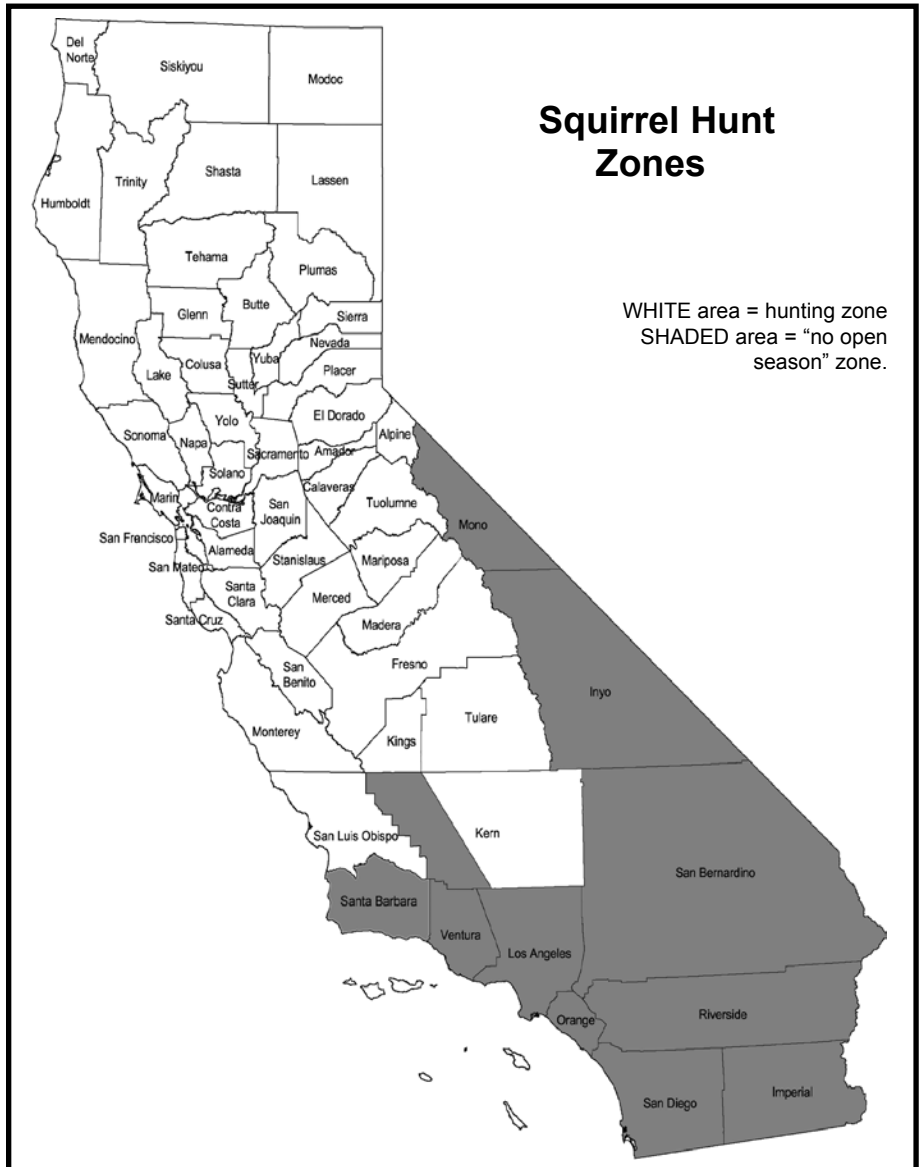 Squirrel Hunt
Zones
WHITE area = hunting zone
SHADED area = “no open
season” zone.
Del
Norte
Siskiyou
Modoc
Humboldt
Trinity
Shasta
Lassen
Tehama
Plumas
Mendocino
Glenn
Butte
Sierra
Lake
Colusa
Sutter
Yuba
Nevada
Placer
Sonoma
Napa
Yolo
El Dorado
Alpine
Solano
Sacramento
Amador
Marin
Contra
Costa
San
Joaquin
Calaveras
Tuolumne
Mono
San Francisco
Alameda
Stanislaus
Mariposa
San Mateo
Santa
Clara
Merced
Santa Cruz
Madera
San
Benito
Fresno
Inyo
Monterey
Kings
Tulare
San Luis Obispo
Kern
San Bernardino
Santa Barbara
Ventura
Los Angeles
Orange
Riverside
San Diego
Imperial